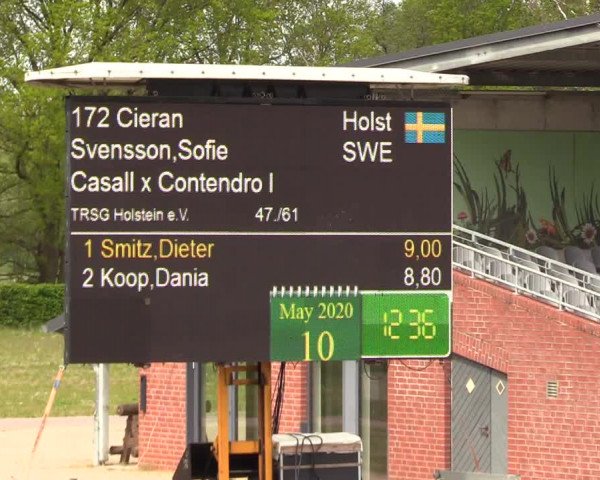 172 Cieran Holst
Svensson,Sofie SWE
Casall x Contendro I
TRSG Holstein e.V. 47./61
1 Smitz,Dieter 9,00
2 Koop,Dania 8,80
May 2020
10
12 36